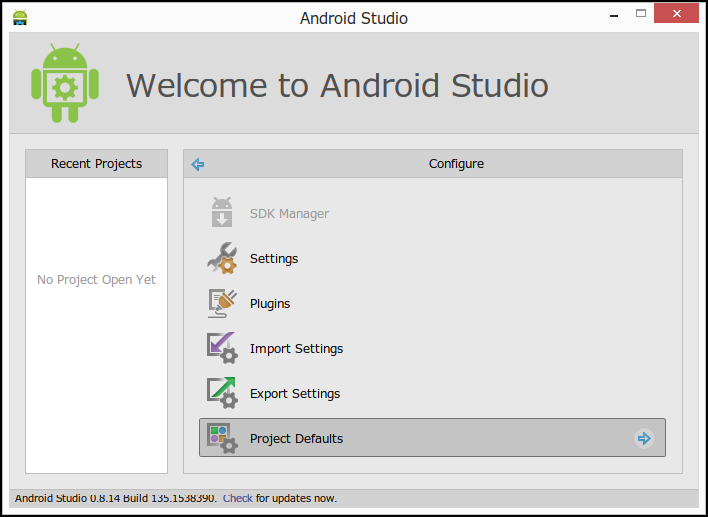 Android Studio
Welcome to Android Studio
Recent Projects
No Project Open Yet
Configure
SDK Manager
Settings
Plugins
Import Settings
Export Settings
Project Defaults
Android Studio 0.8.14 Build 135.1538390. Check for updates now.